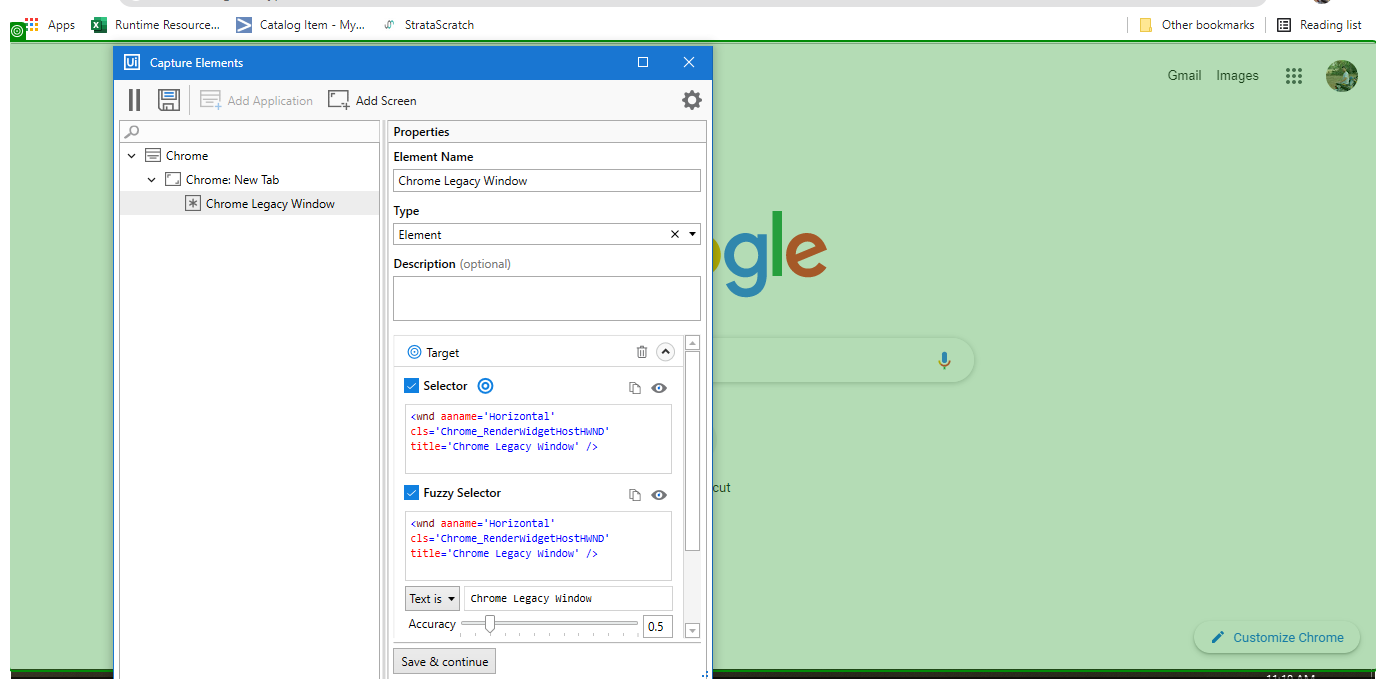 Apps Runtime Resource... Catalog Item - My... StrataScratch Other bookmarks Reading list
Ui Capture Elements
Gmail Images
Add Application Add Screen
Properties
Chrome
Chrome: New Tab
Chrome Legacy Window
Element Name
Chrome Legacy Window
Type
Element
Description (optional)
Target
Selector
<wnd aaname='Horizontal'
cls='Chrome_RenderWidgetHostHWND'
title='Chrome Legacy Window' />
Fuzzy Selector
<wnd aaname='Horizontal'
cls='Chrome_RenderWidgetHostHWND'
title='Chrome Legacy Window' />
Text is Chrome Legacy Window
Accuracy 0.5
Save & continue
ogle
cut
Customize Chrome